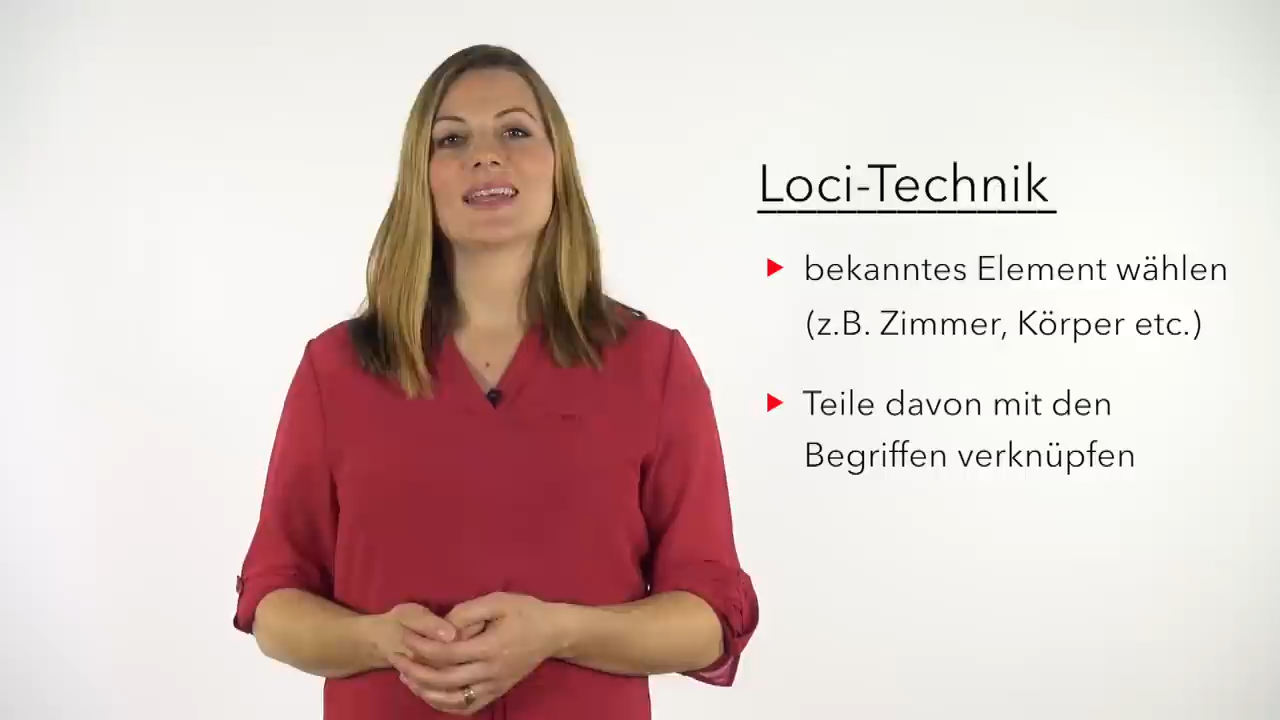 Loci-Technik
bekanntes Element wählen
(z.B. Zimmer, Körper etc.)
Teile davon mit den
Begriffen verknüpfen